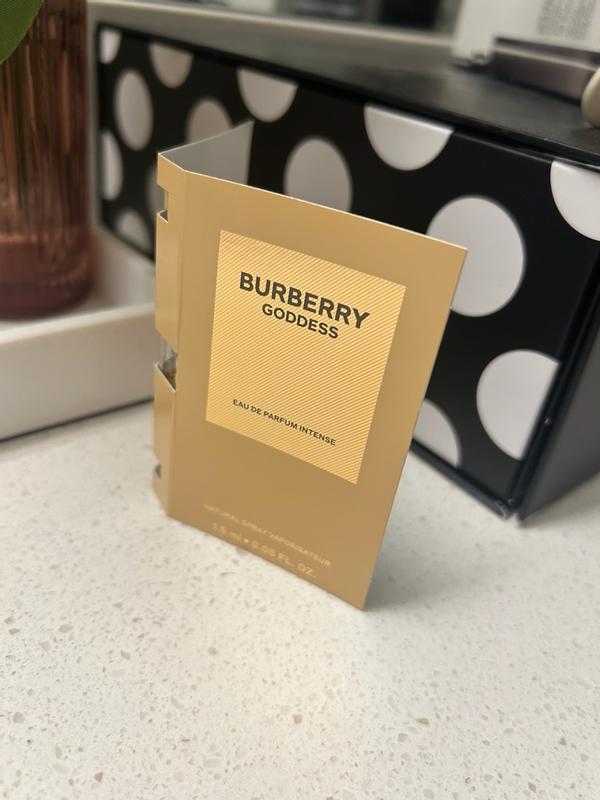 BURBERRY
GODDESS
EAU DE PARFUM INTENSE
NATURAL SPRAY VAPORISATEUR
1.5 ml • 0.05 FL. OZ.